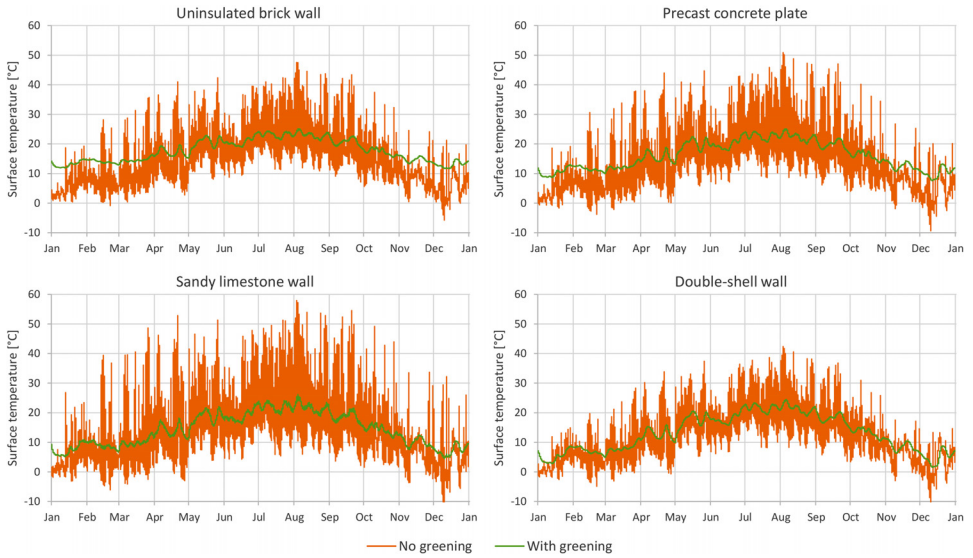 Uninsulated brick wall
Surface temperature [°C]
60
50
40
30
20
10
0
-10
Jan Feb Mar Apr May Jun Jul Aug Sep Oct Nov Dec Jan
Precast concrete plate
Surface temperature [°C]
60
50
40
30
20
10
0
-10
Jan Feb Mar Apr May Jun Jul Aug Sep Oct Nov Dec Jan
Sandy limestone wall
Surface temperature [°C]
60
50
40
30
20
10
0
-10
Jan Feb Mar Apr May Jun Jul Aug Sep Oct Nov Dec Jan
Double-shell wall
Surface temperature [°C]
60
50
40
30
20
10
0
-10
Jan Feb Mar Apr May Jun Jul Aug Sep Oct Nov Dec Jan
No greening With greening